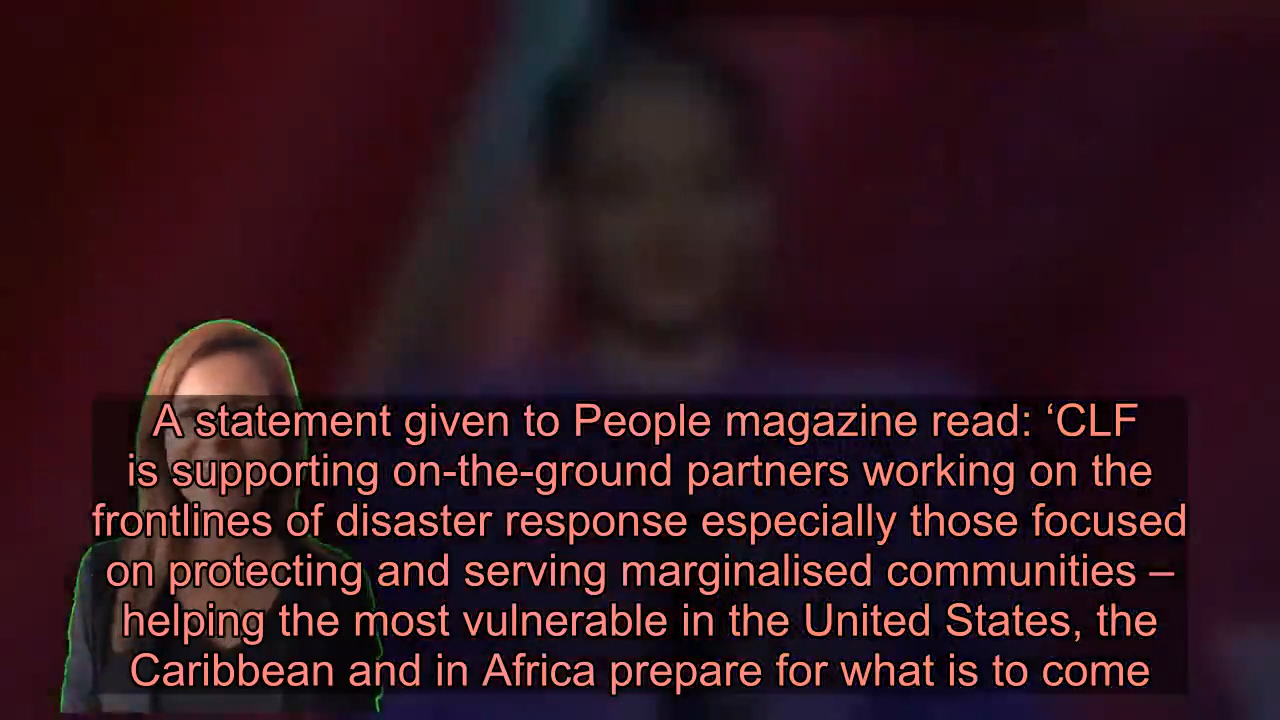 A statement given to People magazine read: ‘CLF
is supporting on-the-ground partners working on the
frontlines of disaster response especially those focused
on protecting and serving marginalised communities –
helping the most vulnerable in the United States, the
Caribbean and in Africa prepare for what is to come